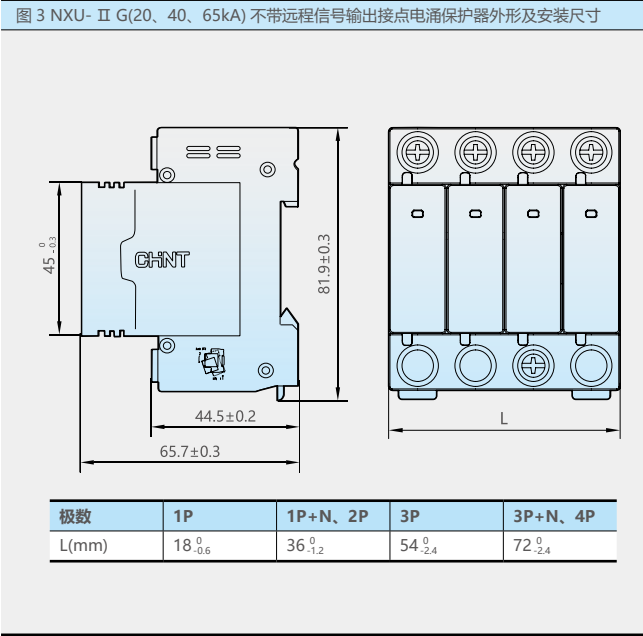 图 3 NXU- Ⅱ G(20、40、65kA) 不带远程信号输出接点电涌保护器外形及安装尺寸
45 0 -0.3
CHNT
81.9±0.3
44.5±0.2
65.7±0.3
L
极数 1P 1P+N、2P 3P 3P+N、4P
L(mm) 18 0 -0.6 36 0 -1.2 54 0 -2.4 72 0 -2.4